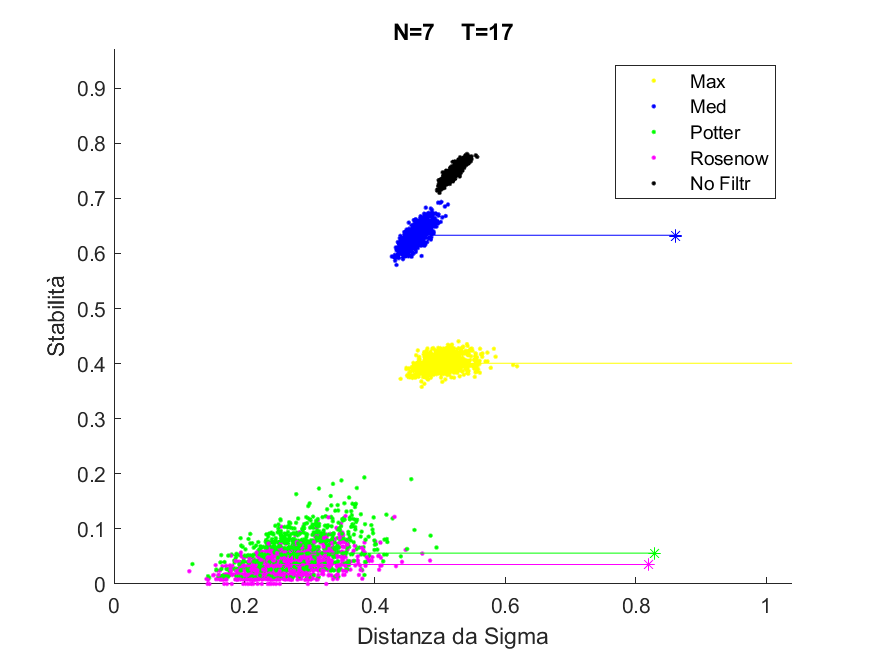 N=7 T=17
Max
Med
Potter
Rosenow
No Filtr
0.9
0.8
0.7
0.6
0.5
0.4
0.3
0.2
0.1
0
Stabilità
0 0.2 0.4 0.6 0.8 1
Distanza da Sigma